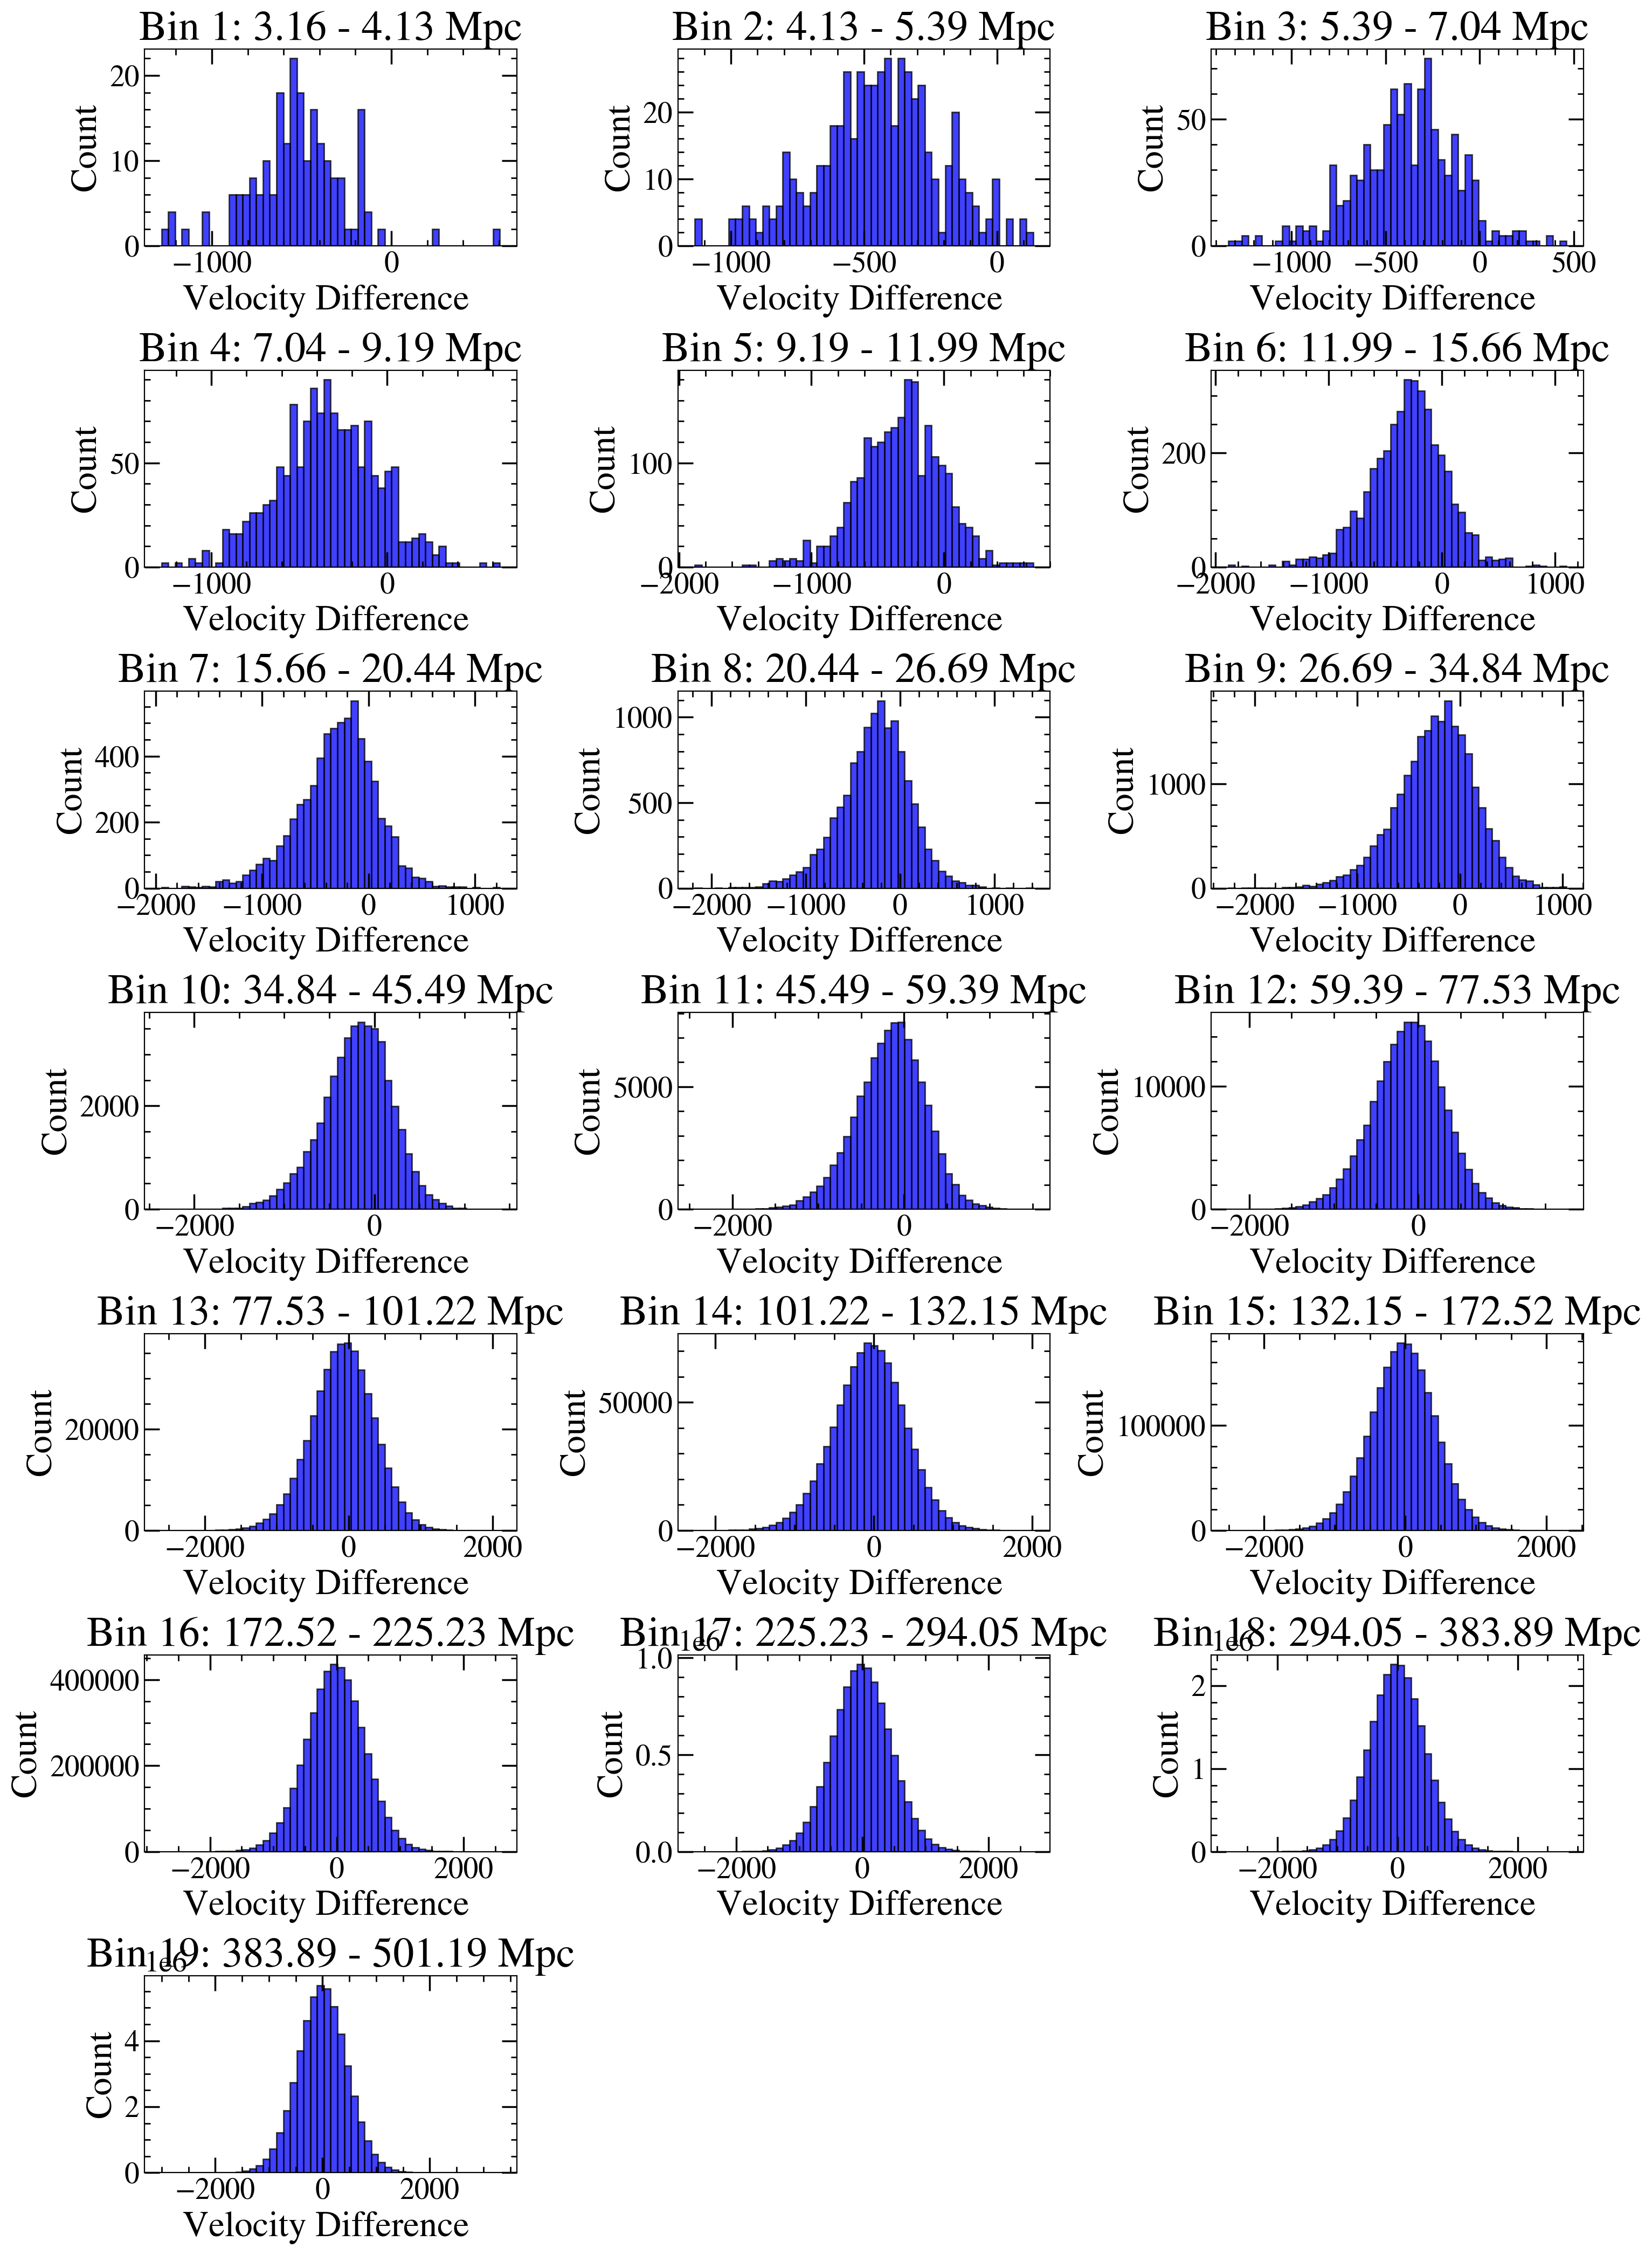 Bin 1: 3.16 - 4.13 Mpc
Count
20
10
0
−1000
0
Velocity Difference
Bin 2: 4.13 - 5.39 Mpc
Count
20
10
0
−1000
−500
0
Velocity Difference
Bin 3: 5.39 - 7.04 Mpc
Count
50
0
−1000
−500
0
500
Velocity Difference
Bin 4: 7.04 - 9.19 Mpc
Count
50
0
−1000
0
Velocity Difference
Bin 5: 9.19 - 11.99 Mpc
Count
100
0
−2000
−1000
0
Velocity Difference
Bin 6: 11.99 - 15.66 Mpc
Count
200
0
−2000
−1000
0
1000
Velocity Difference
Bin 7: 15.66 - 20.44 Mpc
Count
400
200
0
−2000
−1000
0
1000
Velocity Difference
Bin 8: 20.44 - 26.69 Mpc
Count
1000
500
0
−2000
−1000
0
1000
Velocity Difference
Bin 9: 26.69 - 34.84 Mpc
Count
1000
0
−2000
−1000
0
1000
Velocity Difference
Bin 10: 34.84 - 45.49 Mpc
Count
2000
0
−2000
0
Velocity Difference
Bin 11: 45.49 - 59.39 Mpc
Count
5000
0
−2000
0
Velocity Difference
Bin 12: 59.39 - 77.53 Mpc
Count
10000
0
−2000
0
Velocity Difference
Bin 13: 77.53 - 101.22 Mpc
Count
20000
0
−2000
0
2000
Velocity Difference
Bin 14: 101.22 - 132.15 Mpc
Count
50000
0
−2000
0
2000
Velocity Difference
Bin 15: 132.15 - 172.52 Mpc
Count
100000
0
−2000
0
2000
Velocity Difference
Bin 16: 172.52 - 225.23 Mpc
Count
400000
200000
0
−2000
0
2000
Velocity Difference
Bin 17: 225.23 - 294.05 Mpc
1e6
Count
1.0
0.5
0.0
−2000
0
2000
Velocity Difference
Bin 18: 294.05 - 383.89 Mpc
1e6
Count
2
1
0
−2000
0
2000
Velocity Difference
Bin 19: 383.89 - 501.19 Mpc
1e6
Count
4
2
0
−2000
0
2000
Velocity Difference